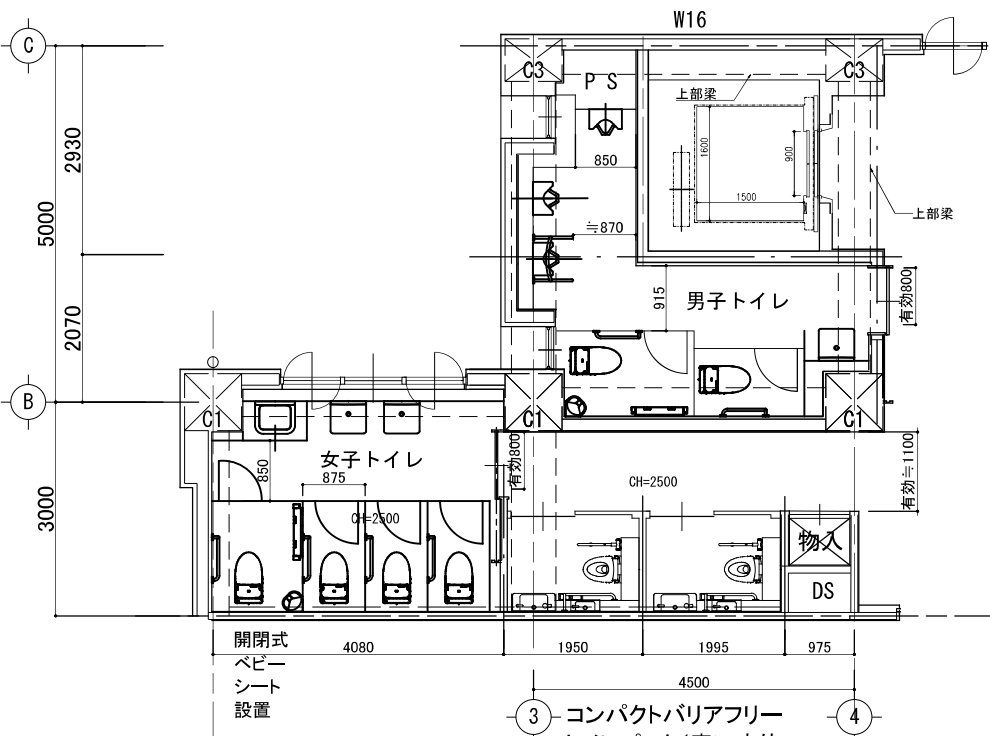 W16
C
C3
C3
P S
上部梁
2930
1600
900
850
5000
1500
上部梁
≒870
男子トイレ
915
有効800
2070
B
C1
C1
C1
女子トイレ
850
875
有効800
CH=2500
有効≒1100
3000
CH=2500
物入
DS
開閉式
ベビー
シート
設置
4080
1950
1995
975
4500
3
コンパクトバリアフリー
4